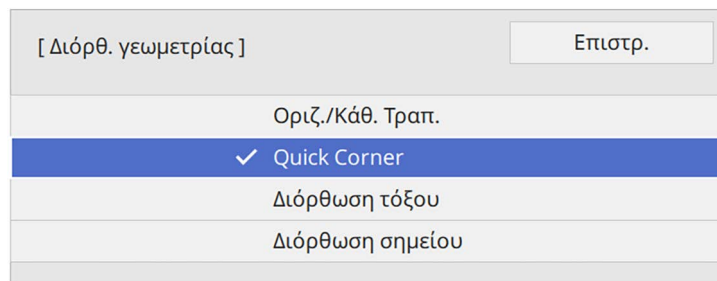 [ Διόρθ. γεωμετρίας ]
Επιστρ.
Οριζ./Κάθ. Τραπ.
Quick Corner
Διόρθωση τόξου
Διόρθωση σημείου